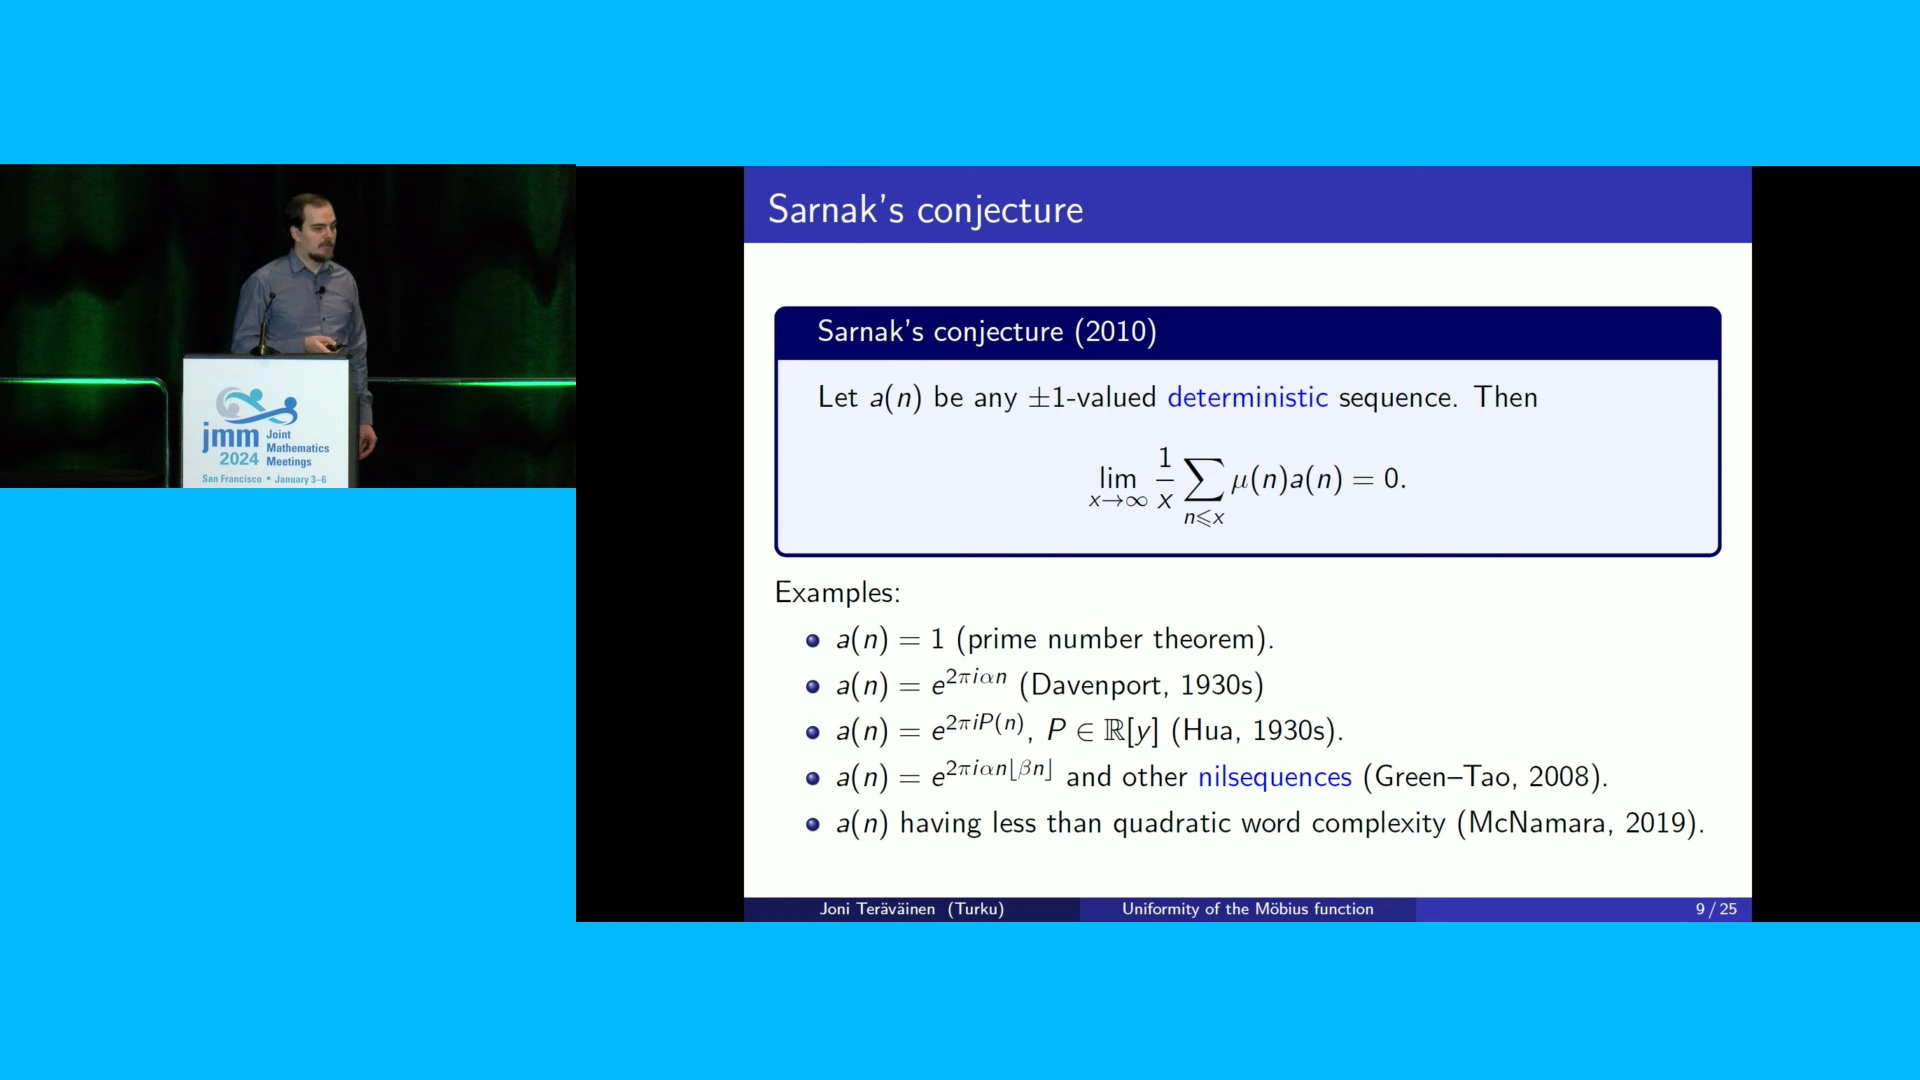 jmm Joint
Mathematics
2024 Meetings
San Francisco • January 3–6
Sarnak's conjecture
Sarnak's conjecture (2010)
Let a(n) be any ±1-valued deterministic sequence. Then
lim_{x→∞} 1/x ∑_{n⩽x} μ(n)a(n) = 0.
Examples:
a(n) = 1 (prime number theorem).
a(n) = e^{2πiαn} (Davenport, 1930s)
a(n) = e^{2πiP(n)}, P ∈ ℝ[y] (Hua, 1930s).
a(n) = e^{2πiαn⌊βn⌋} and other nilsequences (Green–Tao, 2008).
a(n) having less than quadratic word complexity (McNamara, 2019).
Joni Teräväinen (Turku)
Uniformity of the Möbius function
9 / 25